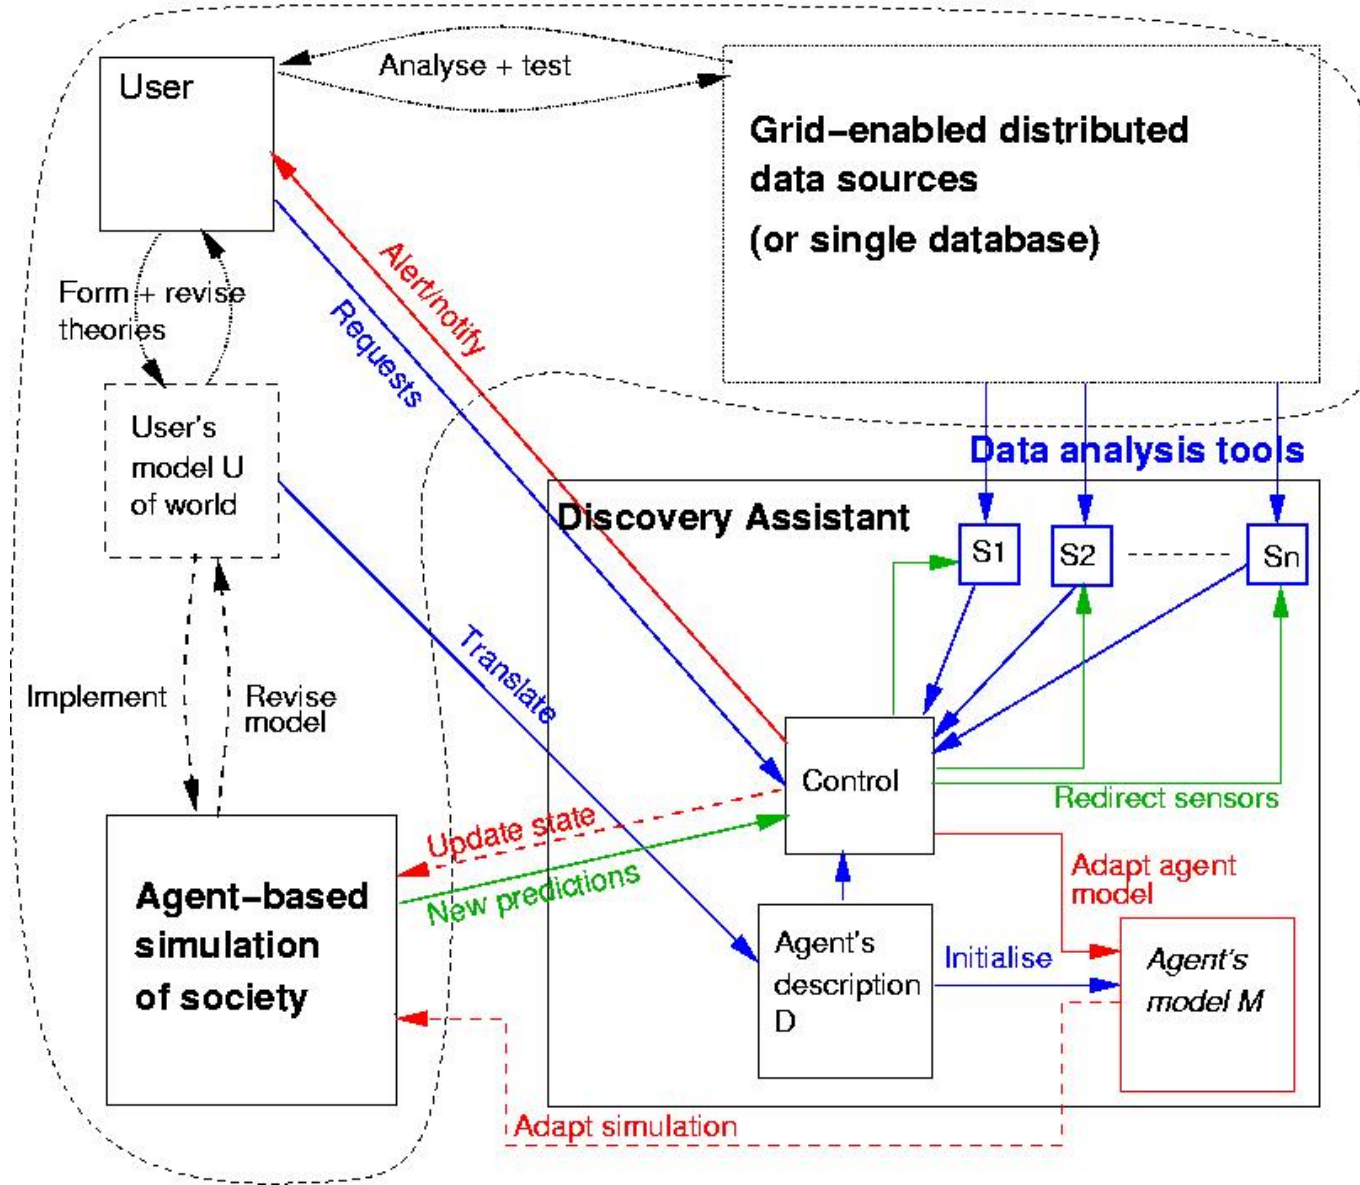 User
Analyse + test
Grid-enabled distributed
data sources
(or single database)
Alert/notify
Requests
Form + revise
theories
User's
model U
of world
Data analysis tools
Discovery Assistant
S1
S2
Sn
Translate
Implement
Revise
model
Control
Redirect sensors
Update state
New predictions
Adapt agent
model
Agent-based
simulation
of society
Agent's
description
D
Initialise
Agent's
model M
Adapt simulation